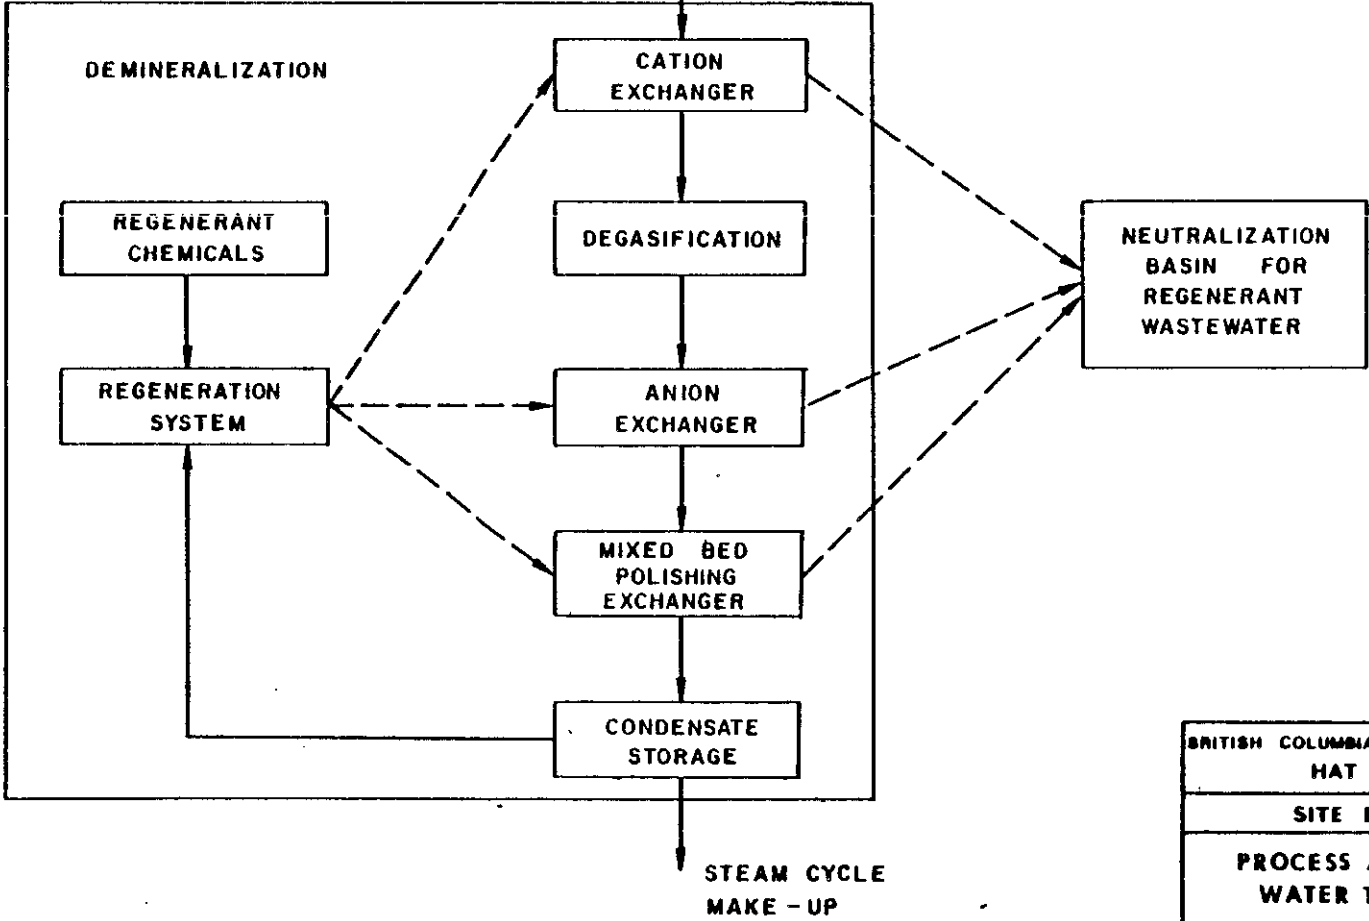 DEMINERALIZATION
CATION
EXCHANGER
REGENERANT
CHEMICALS
DEGASIFICATION
NEUTRALIZATION
BASIN FOR
REGENERANT
WASTEWATER
REGENERATION
SYSTEM
ANION
EXCHANGER
MIXED BED
POLISHING
EXCHANGER
CONDENSATE
STORAGE
STEAM CYCLE
MAKE-UP
BRITISH COLUMBIA
HAT
SITE
PROCESS
WATER